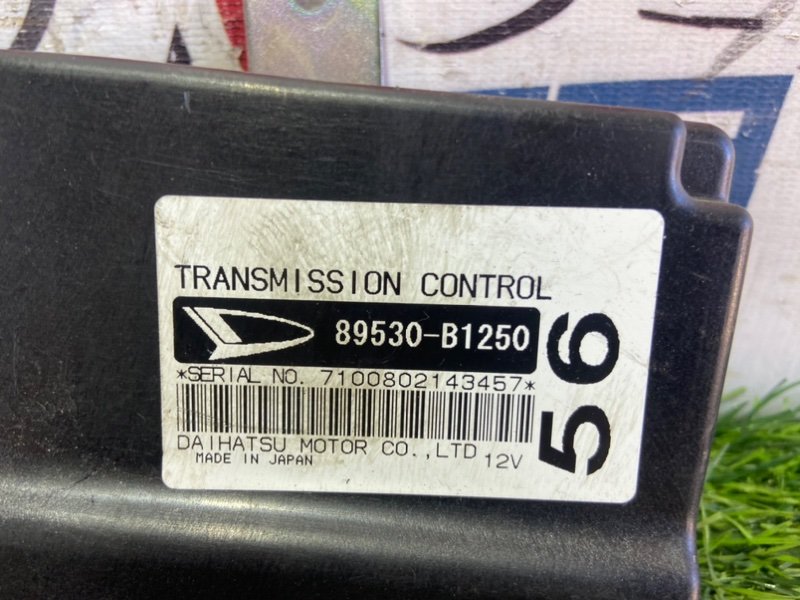 TRANSMISSION CONTROL
89530-B1250
*SERIAL NO. 7100802143457*
DAIHATSU MOTOR CO.,LTD 12V
MADE IN JAPAN
56